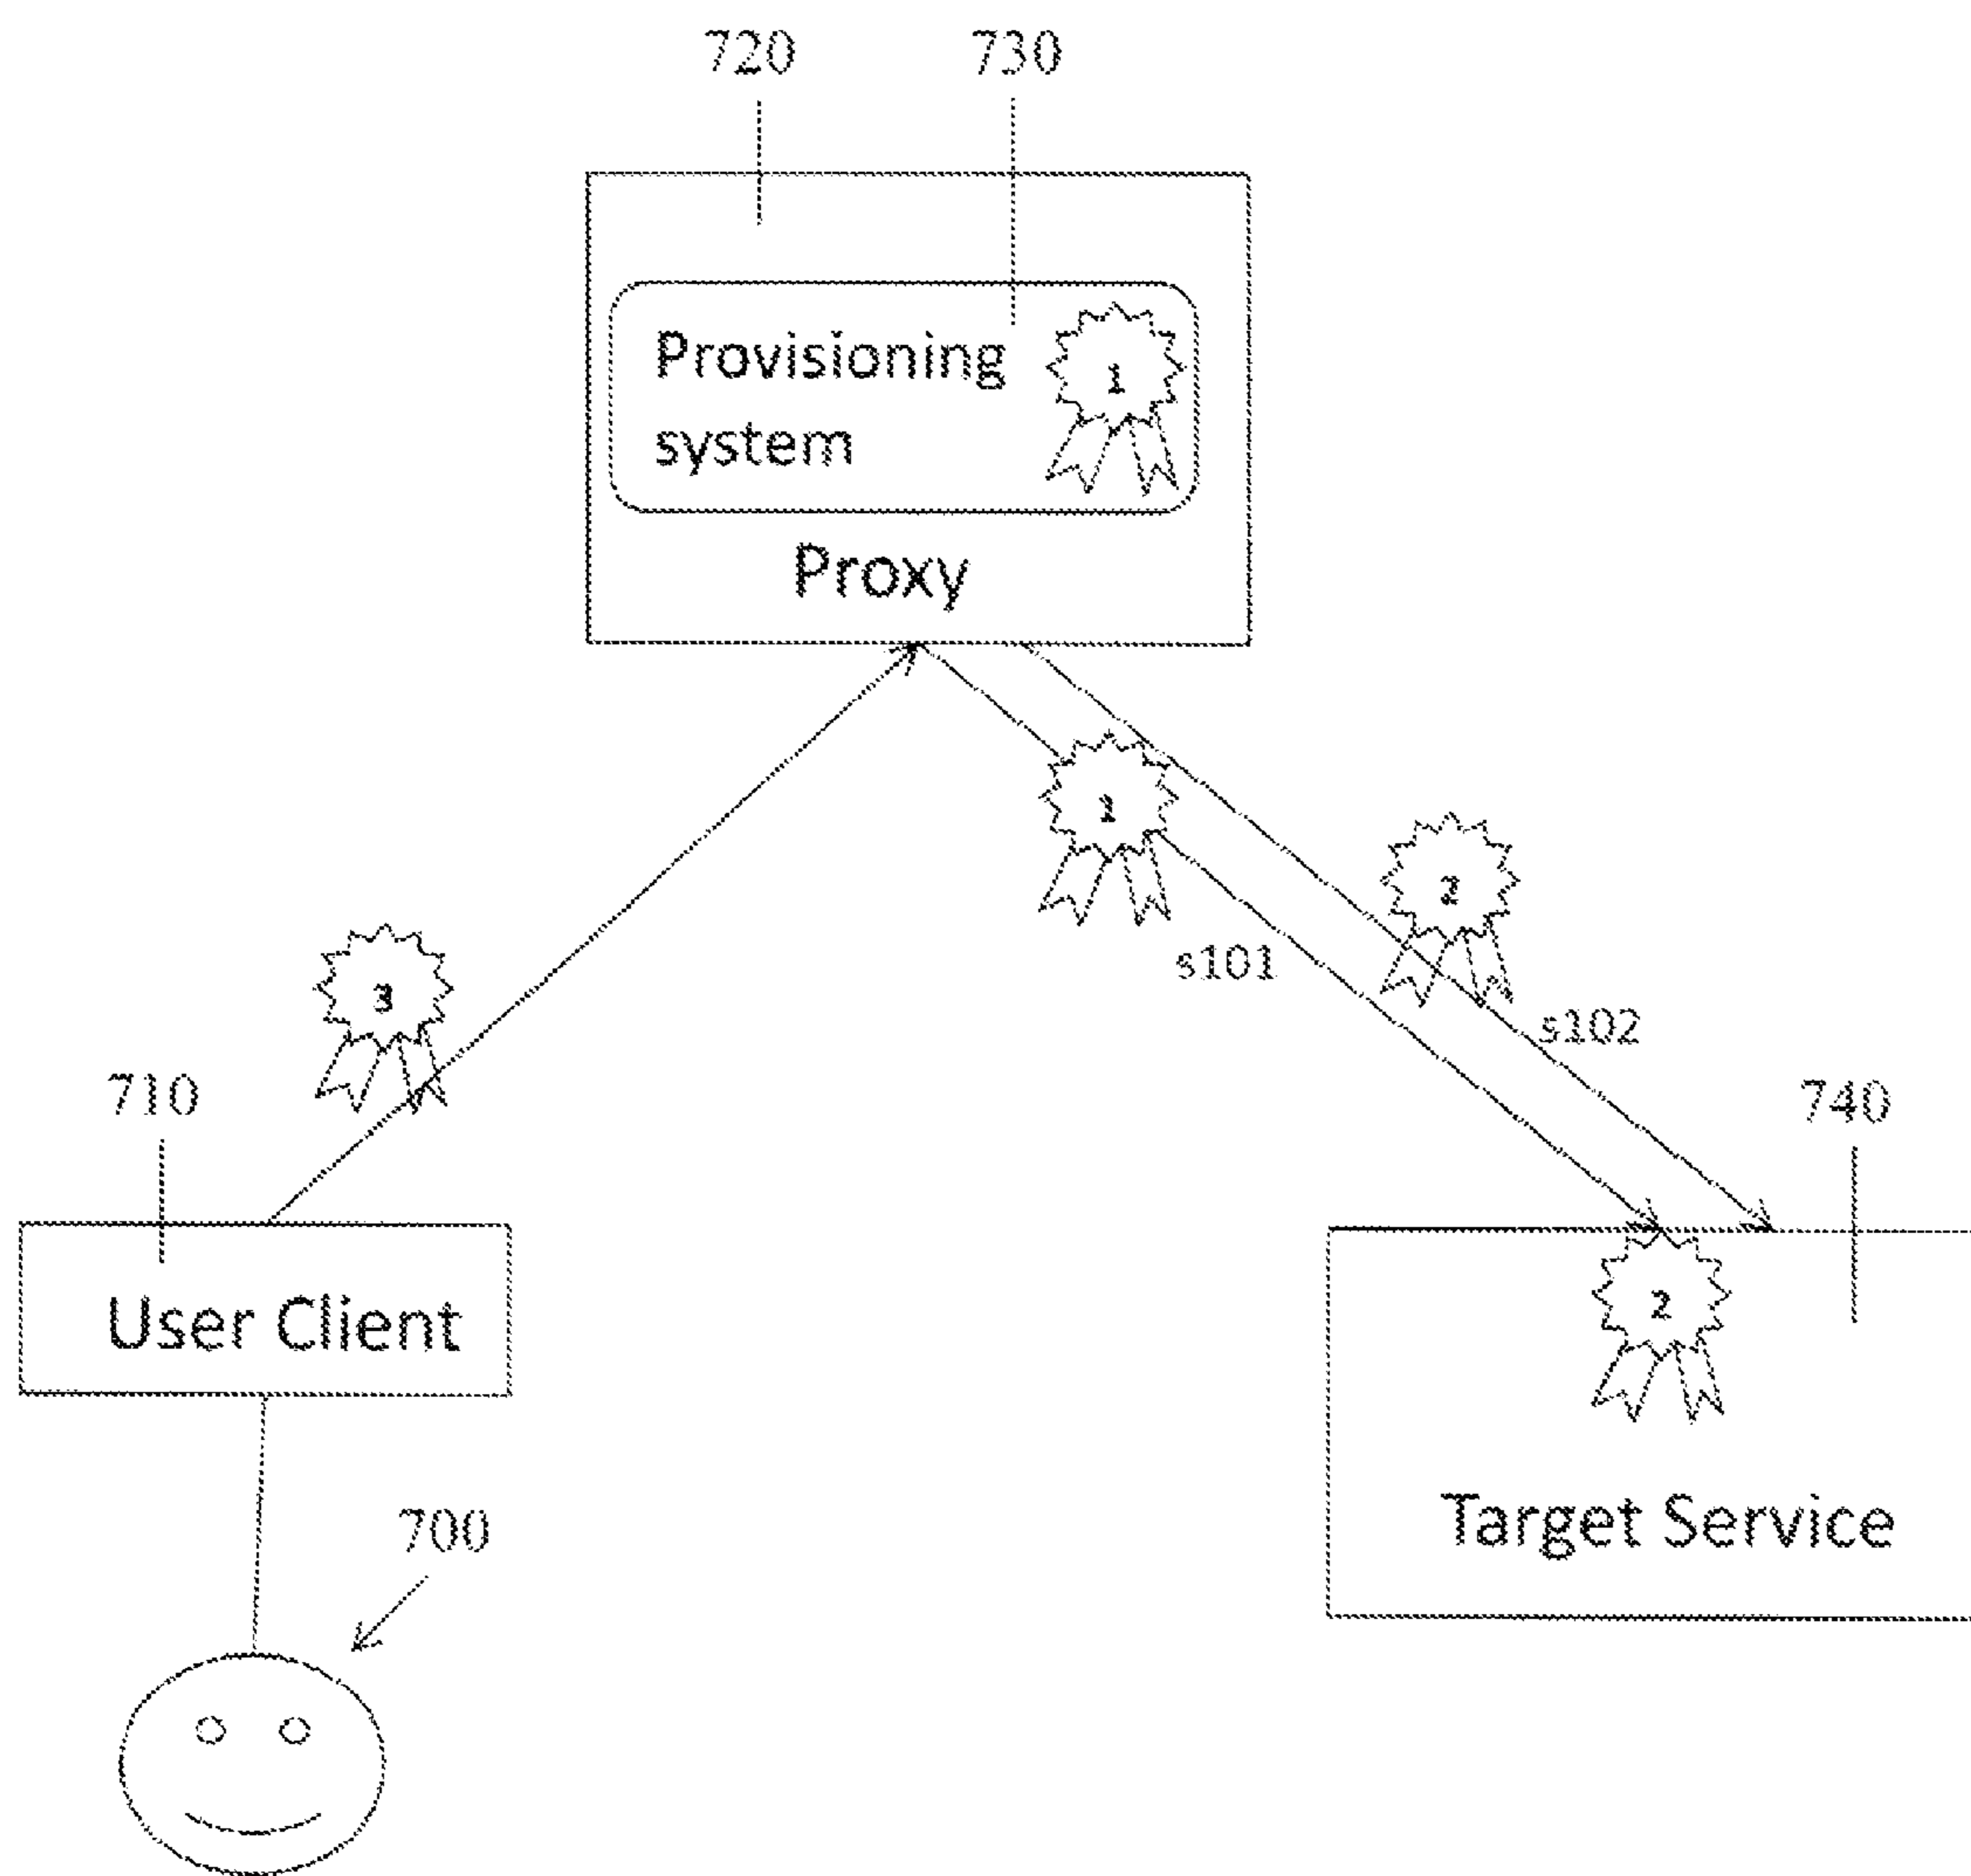 720
730
Provisioning
system
1
Proxy
1
2
s101
3
s102
710
740
User Client
2
Target Service
700